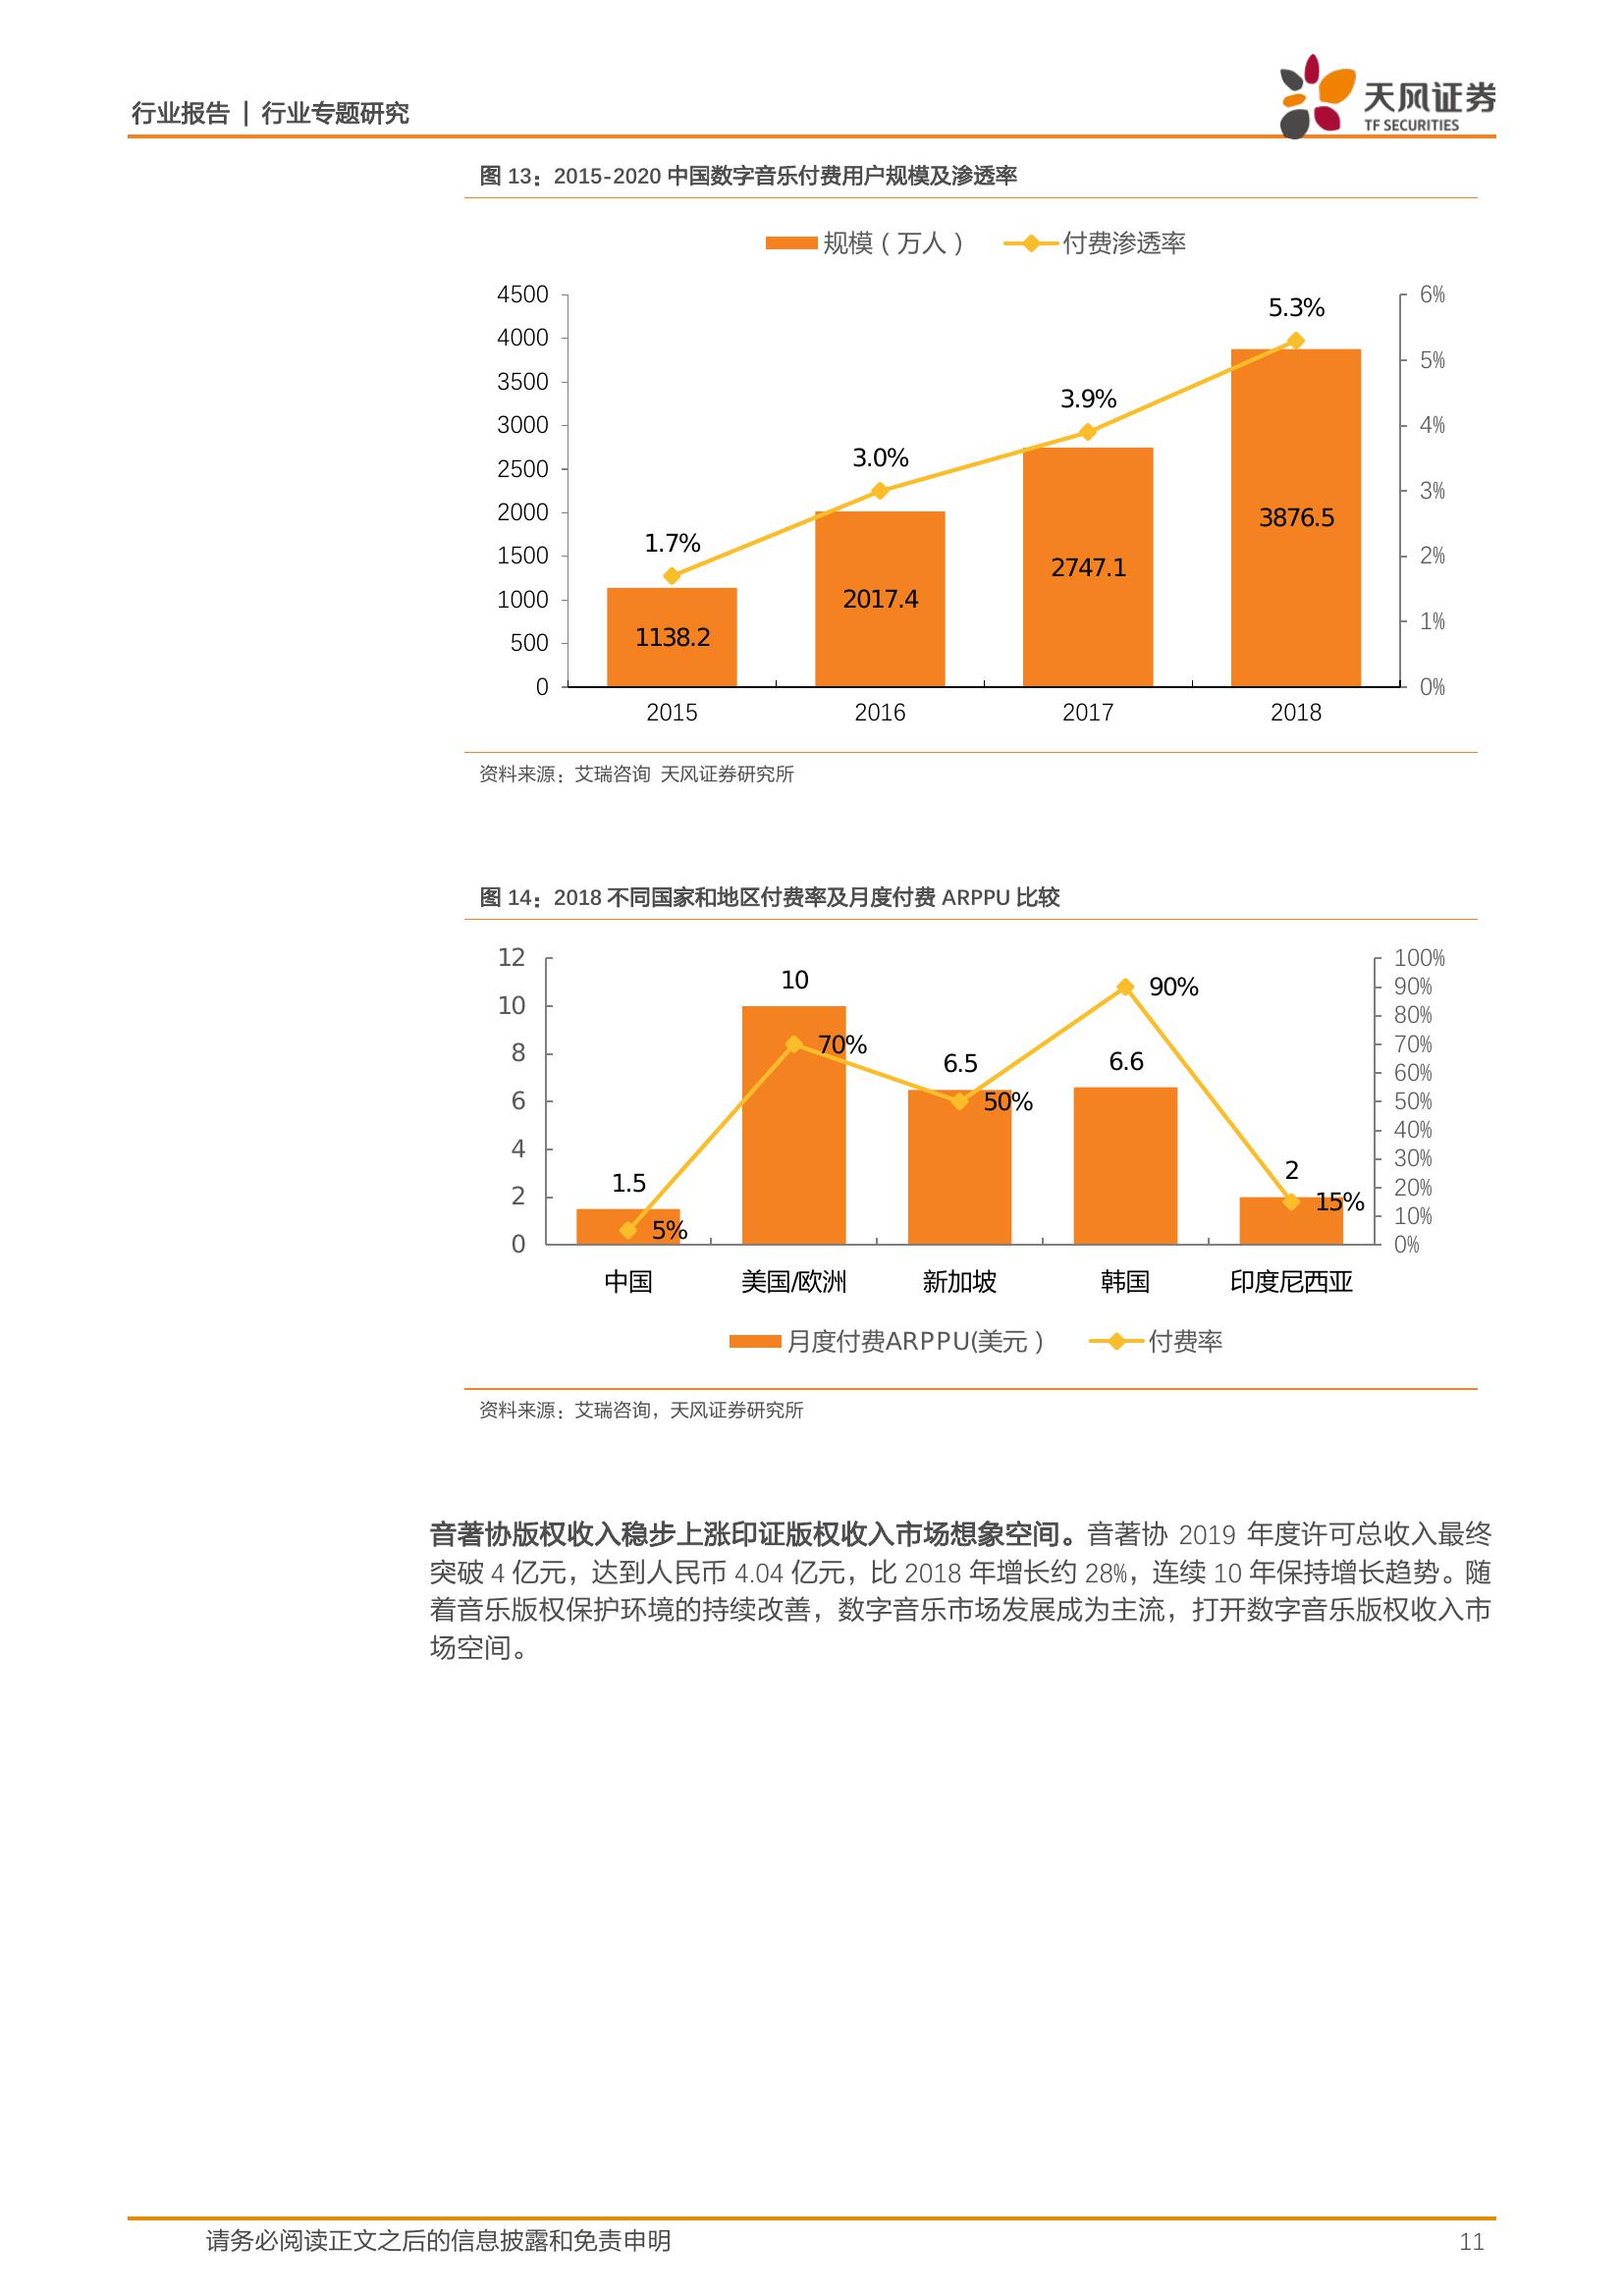 行业报告 | 行业专题研究
天风证券
TF SECURITIES
图 13：2015-2020 中国数字音乐付费用户规模及渗透率
规模（万人） 付费渗透率
4500 6%
4000 5%
3500
3000 4%
2500
2000 3%
1500 2%
1000
500 1%
0 0%
1.7% 3.0% 3.9% 5.3%
1138.2 2017.4 2747.1 3876.5
2015 2016 2017 2018
资料来源：艾瑞咨询 天风证券研究所
图 14：2018 不同国家和地区付费率及月度付费 ARPPU 比较
12
10
8
6
4
2
0
100%
90%
80%
70%
60%
50%
40%
30%
20%
10%
0%
1.5 10 6.5 6.6 2
5% 70% 50% 90% 15%
中国 美国/欧洲 新加坡 韩国 印度尼西亚
月度付费ARPPU(美元） 付费率
资料来源：艾瑞咨询，天风证券研究所
音著协版权收入稳步上涨印证版权收入市场想象空间。音著协 2019 年度许可总收入最终
突破 4 亿元，达到人民币 4.04 亿元，比 2018 年增长约 28%，连续 10 年保持增长趋势。随
着音乐版权保护环境的持续改善，数字音乐市场发展成为主流，打开数字音乐版权收入市
场空间。
请务必阅读正文之后的信息披露和免责申明 11